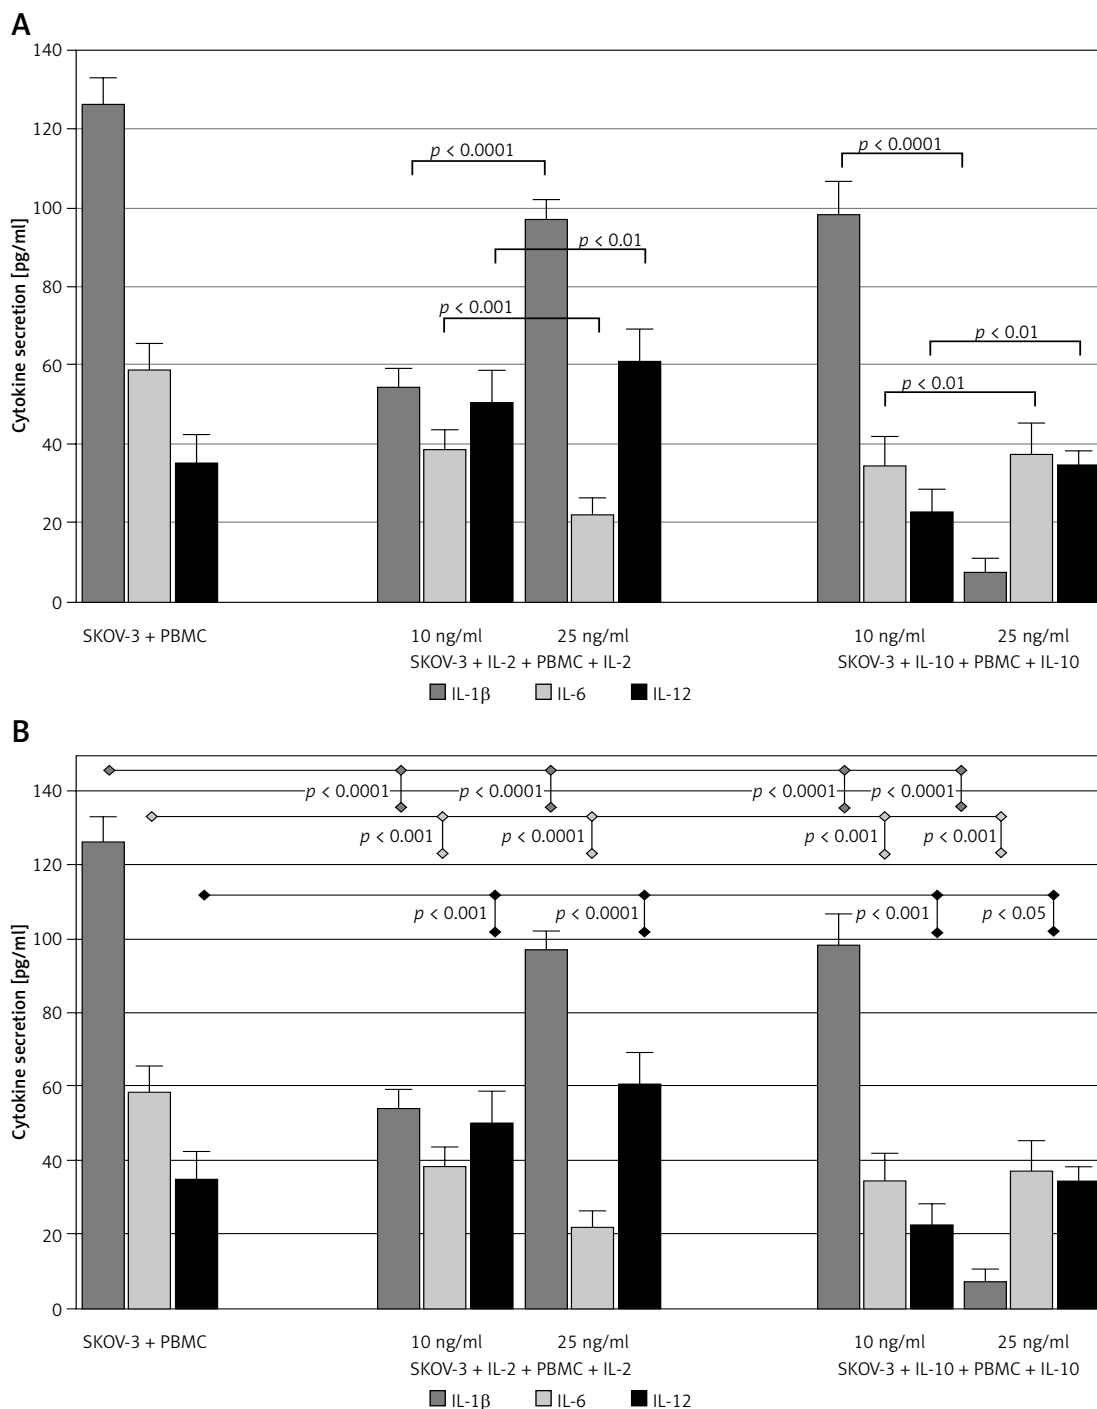 A
Cytokine secretion [pg/ml]
140
120
100
80
60
40
20
0
p < 0.0001
p < 0.01
p < 0.001
p < 0.0001
p < 0.01
p < 0.01
SKOV-3 + PBMC
10 ng/ml 25 ng/ml
SKOV-3 + IL-2 + PBMC + IL-2
10 ng/ml 25 ng/ml
SKOV-3 + IL-10 + PBMC + IL-10
IL-1β IL-6 IL-12
B
Cytokine secretion [pg/ml]
140
120
100
80
60
40
20
0
p < 0.0001 p < 0.0001 p < 0.0001 p < 0.0001
p < 0.001 p < 0.0001 p < 0.001 p < 0.001
p < 0.001 p < 0.0001 p < 0.001 p < 0.05
SKOV-3 + PBMC
10 ng/ml 25 ng/ml
SKOV-3 + IL-2 + PBMC + IL-2
10 ng/ml 25 ng/ml
SKOV-3 + IL-10 + PBMC + IL-10
IL-1β IL-6 IL-12